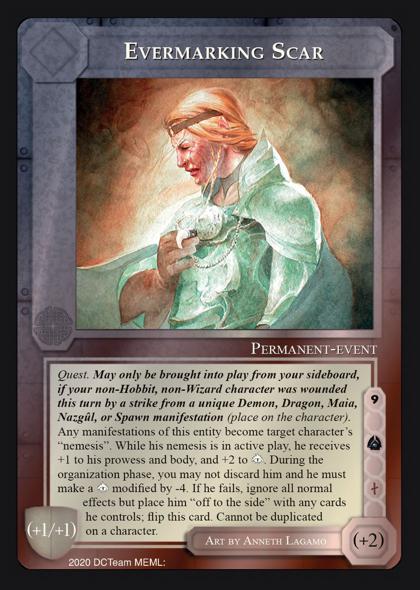 EVERMARKING SCAR
PERMANENT-EVENT
Quest. May only be brought into play from your sideboard,
if your non-Hobbit, non-Wizard character was wounded
this turn by a strike from a unique Demon, Dragon, Maia,
Nazgûl, or Spawn manifestation (place on the character).
Any manifestations of this entity become target character's
“nemesis”. While his nemesis is in active play, he receives
+1 to his prowess and body, and +2 to . During the
organization phase, you may not discard him and he must
make a modified by -4. If he fails, ignore all normal
effects but place him “off to the side” with any cards
he controls; flip this card. Cannot be duplicated
on a character.
9
(+1/+1)
ART BY ANNETH LAGAMO
(+2)
2020 DCTeam MEML: